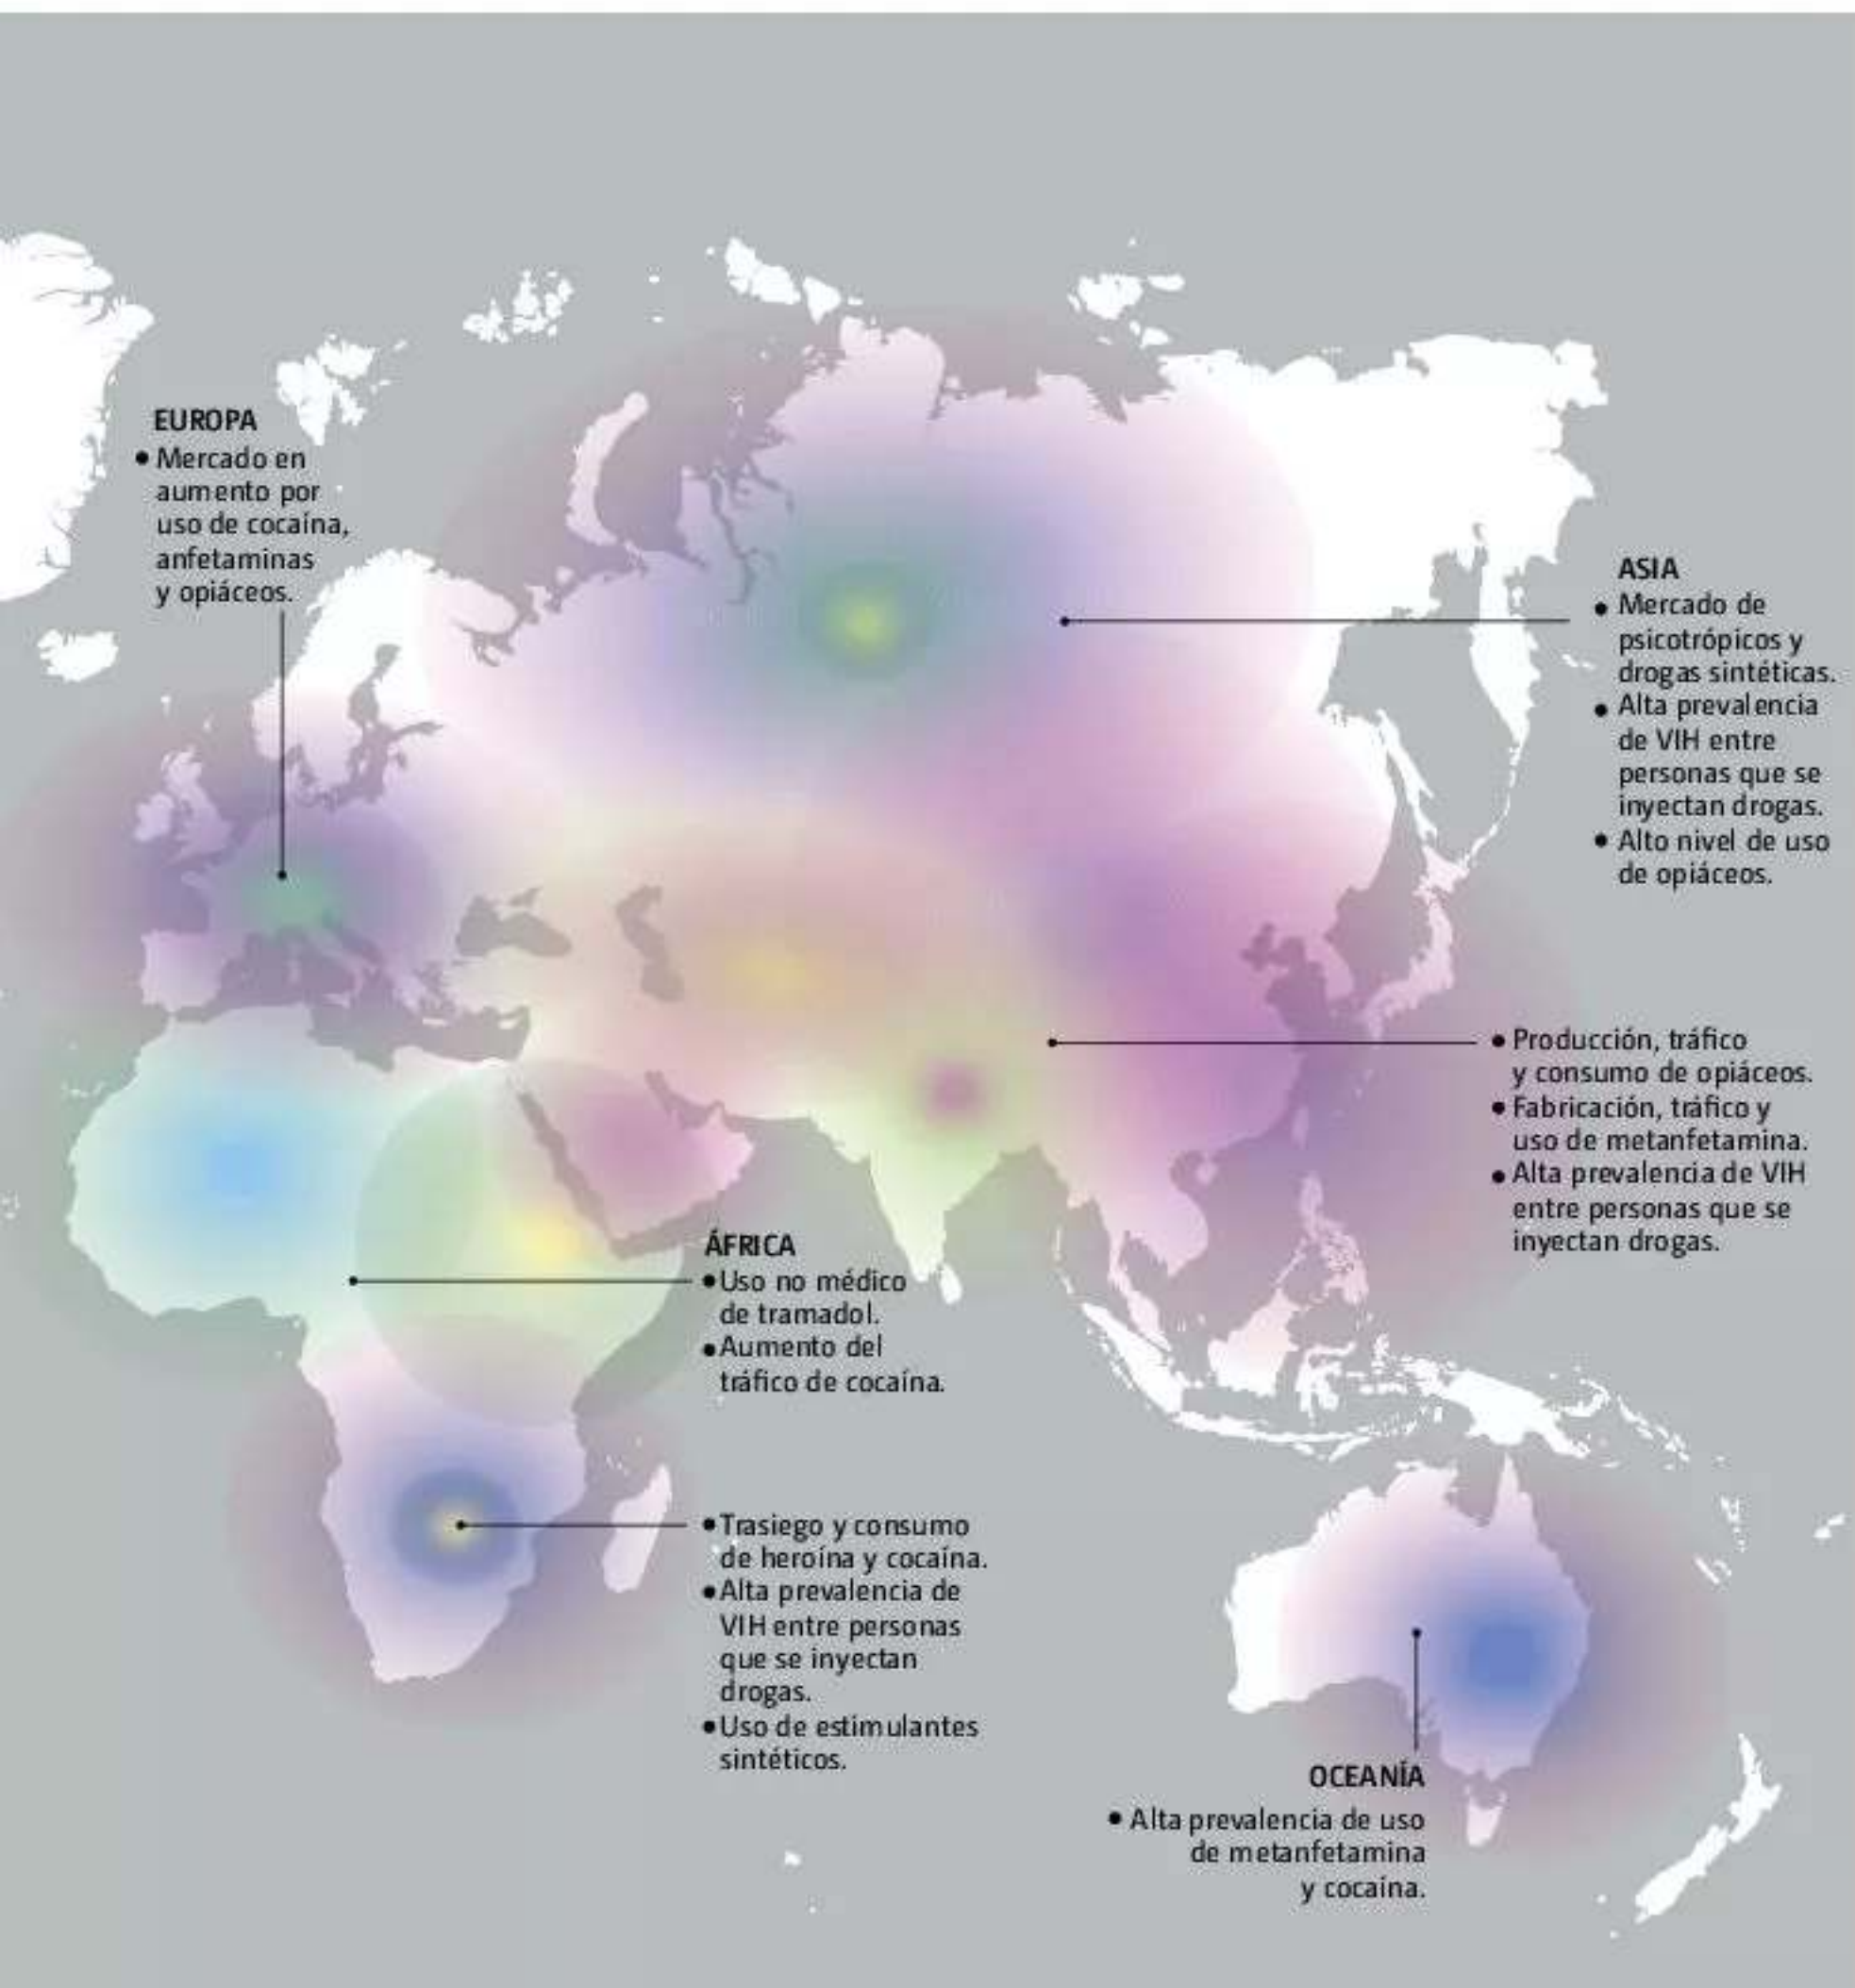 EUROPA
• Mercado en
aumento por
uso de cocaína,
anfetaminas
y opiáceos.
ASIA
• Mercado de
psicotrópicos y
drogas sintéticas.
• Alta prevalencia
de VIH entre
personas que se
inyectan drogas.
• Alto nivel de uso
de opiáceos.
• Producción, tráfico
y consumo de opiáceos.
• Fabricación, tráfico y
uso de metanfetamina.
• Alta prevalencia de VIH
entre personas que se
inyectan drogas.
ÁFRICA
• Uso no médico
de tramadol.
• Aumento del
tráfico de cocaína.
• Trasiego y consumo
de heroína y cocaína.
• Alta prevalencia de
VIH entre personas
que se inyectan
drogas.
• Uso de estimulantes
sintéticos.
OCEANÍA
• Alta prevalencia de uso
de metanfetamina
y cocaína.